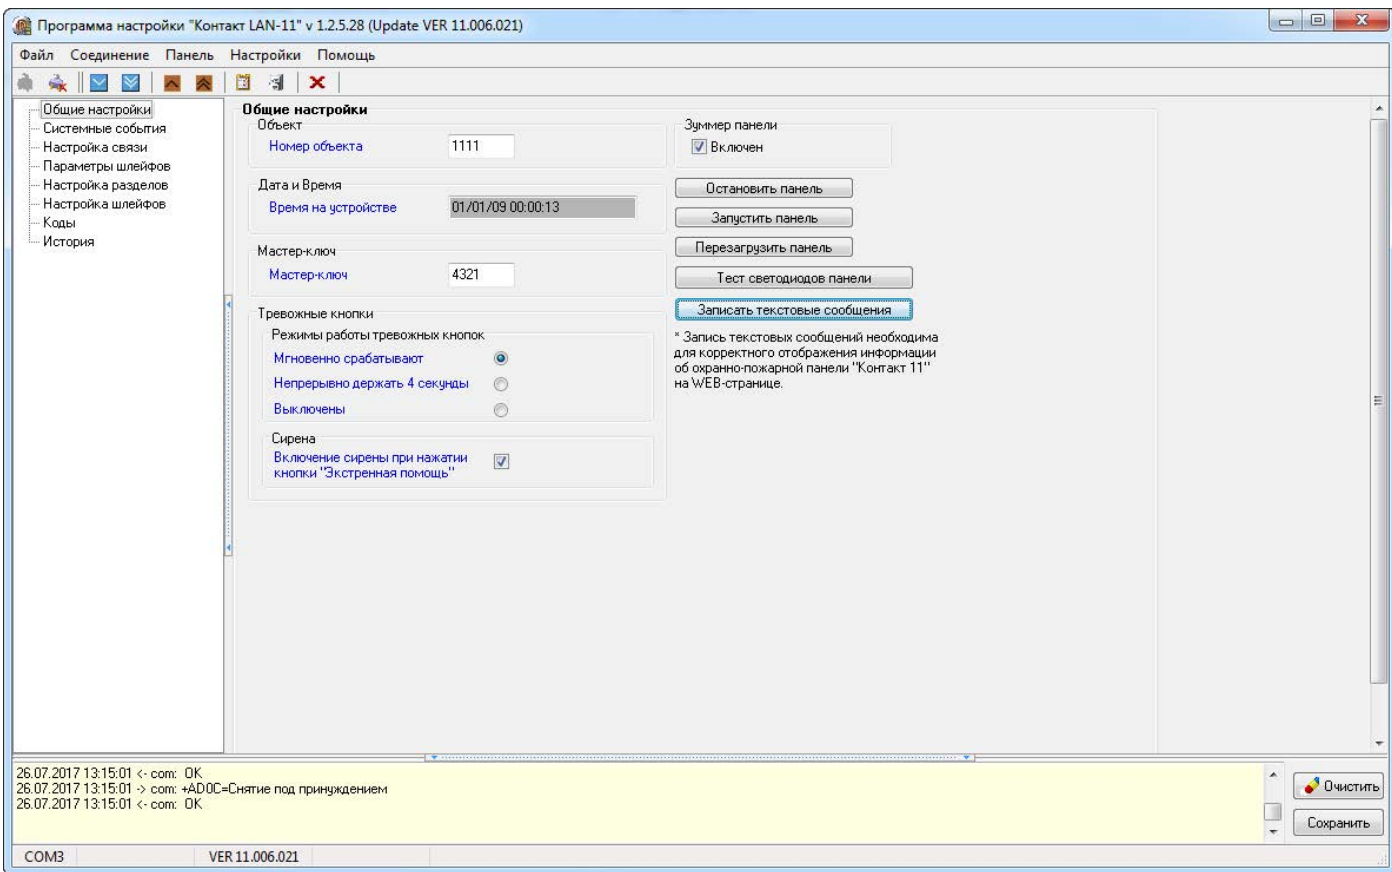 Программа настройки "Контакт LAN-11" v 1.2.5.28 (Update VER 11.006.021)
Файл Соединение Панель Настройки Помощь
Общие настройки
Системные события
Настройка связи
Параметры шлейфов
Настройка разделов
Настройка шлейфов
Коды
История
Общие настройки
Объект
Номер объекта 1111
Дата и Время
Время на устройстве 01/01/09 00:00:13
Мастер-ключ
Мастер-ключ 4321
Тревожные кнопки
Режимы работы тревожных кнопок
Мгновенно срабатывают
Непрерывно держать 4 секунды
Выключены
Сирена
Включение сирены при нажатии
кнопки "Экстренная помощь"
Зуммер панели
Включен
Остановить панель
Запустить панель
Перезагрузить панель
Тест светодиодов панели
Записать текстовые сообщения
* Запись текстовых сообщений необходима
для корректного отображения информации
об охранно-пожарной панели "Контакт 11"
на WEB-странице.
26.07.2017 13:15:01 <- com: OK
26.07.2017 13:15:01 -> com: +AD0C=Снятие под принуждением
26.07.2017 13:15:01 <- com: OK
Очистить
Сохранить
COM3 VER 11.006.021